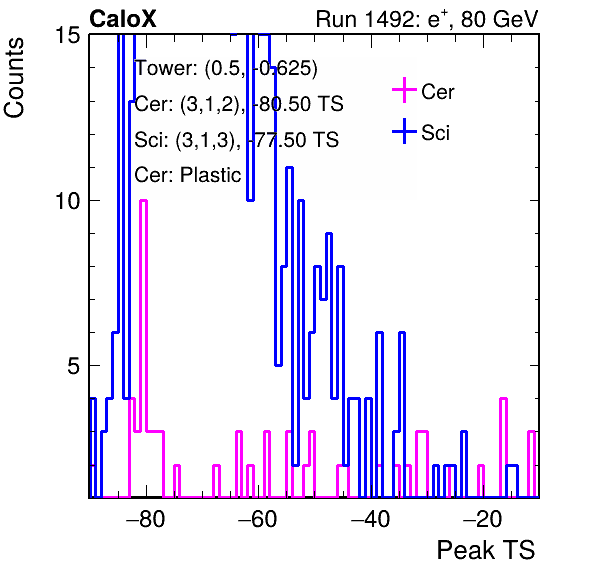 CaloX Run 1492: e+, 80 GeV
Counts
15
Tower: (0.5, -0.625)
Cer: (3,1,2), -80.50 TS
Sci: (3,1,3), -77.50 TS
Cer: Plastic
Cer
Sci
10
5
−80 −60 −40 −20
Peak TS